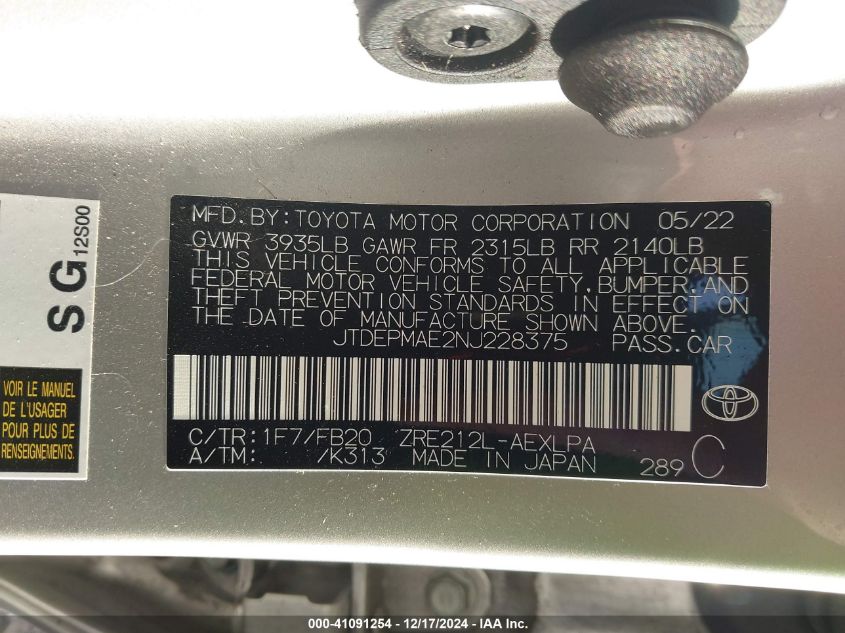 MFD. BY: TOYOTA MOTOR CORPORATION 05/22
GVWR 3935LB GAWR FR 2315LB RR 2140LB
THIS VEHICLE CONFORMS TO ALL APPLICABLE
FEDERAL MOTOR VEHICLE SAFETY, BUMPER, AND
THEFT PREVENTION STANDARDS IN EFFECT ON
THE DATE OF MANUFACTURE SHOWN ABOVE.
JTDEPMAE2NJ228375 PASS. CAR
C/TR: 1F7/FB20 ZRE212L-AEXLPA
A/TM: /K313 MADE IN JAPAN 289 C
SG 12S00
VOIR LE MANUEL
DE L'USAGER
POUR PLUS DE
RENSEIGNEMENTS
000-41091254 - 12/17/2024 - IAA Inc.